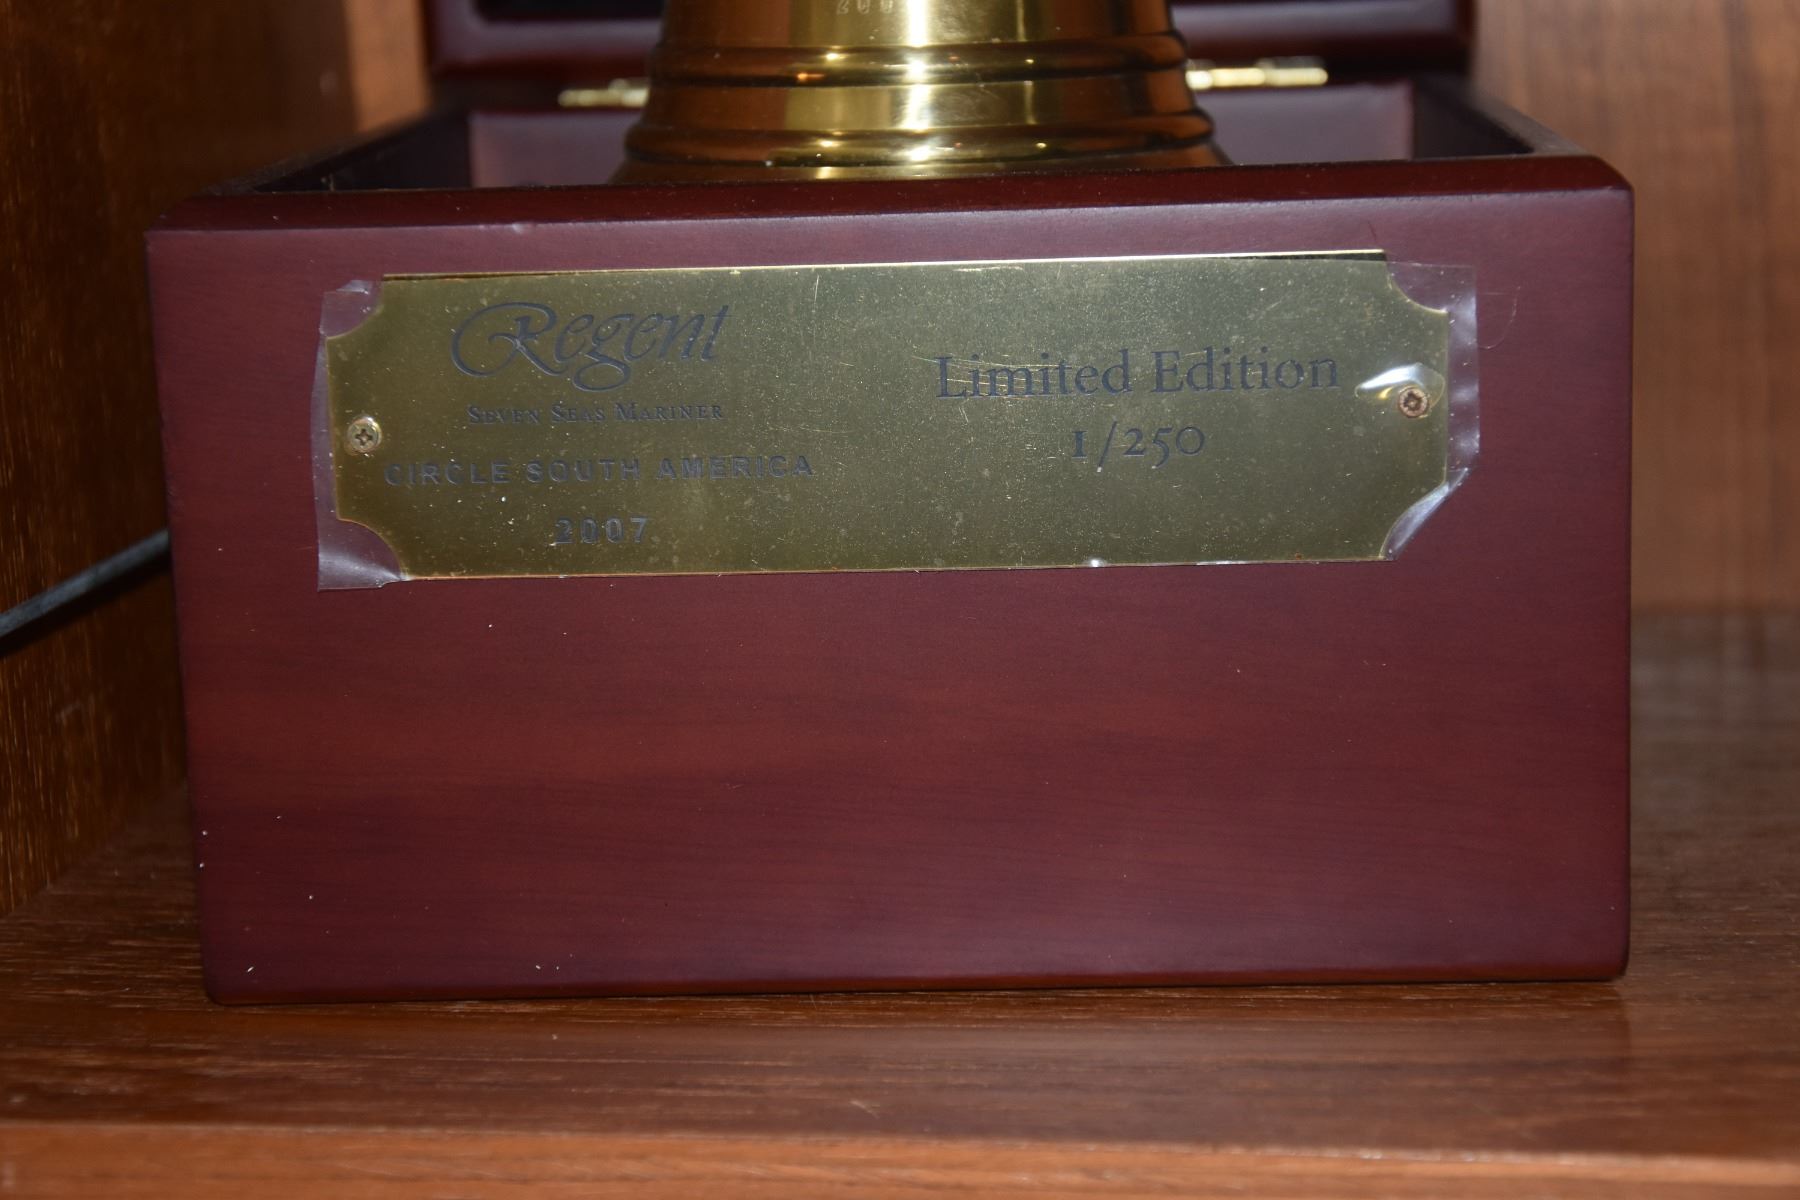 Regent
SEVEN SEAS MARINER
CIRCLE SOUTH AMERICA
2007
Limited Edition
1/250